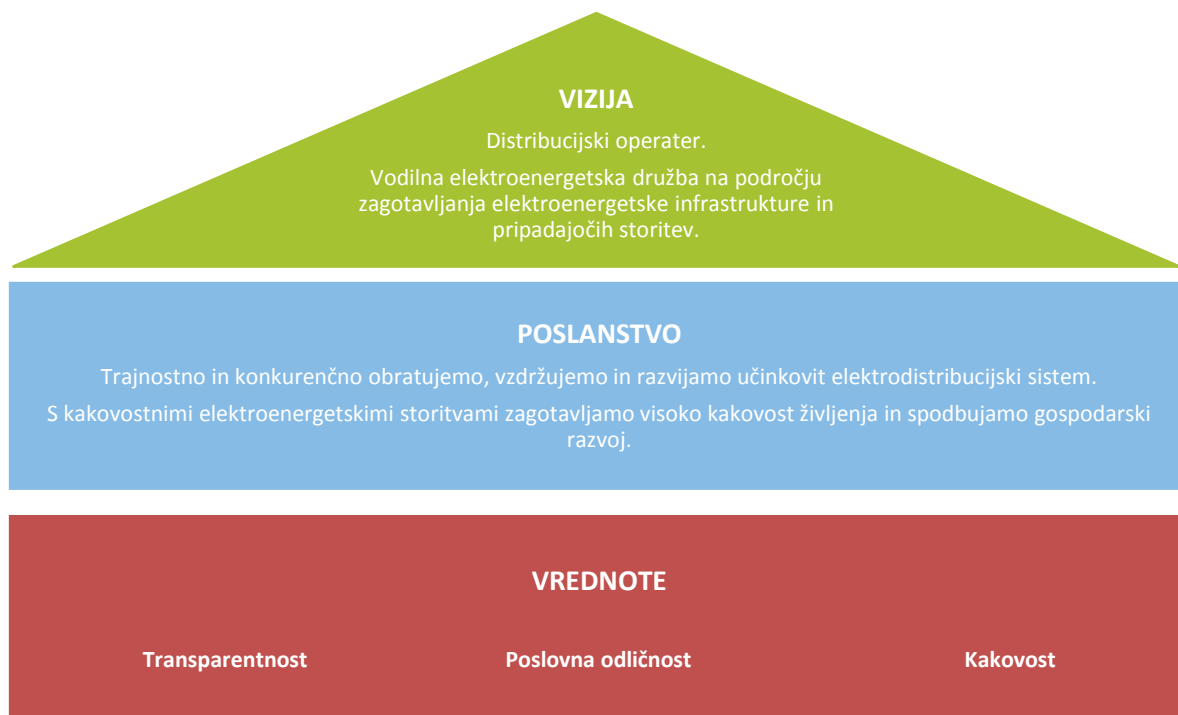 VIZIJA
Distribucijski operater.
Vodilna elektroenergetska družba na področju
zagotavljanja elektroenergetske infrastrukture in
pripadajočih storitev.
POSLANSTVO
Trajnostno in konkurenčno obratujemo, vzdržujemo in razvijamo učinkovit elektrodistribucijski sistem.
S kakovostnimi elektroenergetskimi storitvami zagotavljamo visoko kakovost življenja in spodbujamo gospodarski
razvoj.
VREDNOTE
Transparentnost Poslovna odličnost Kakovost